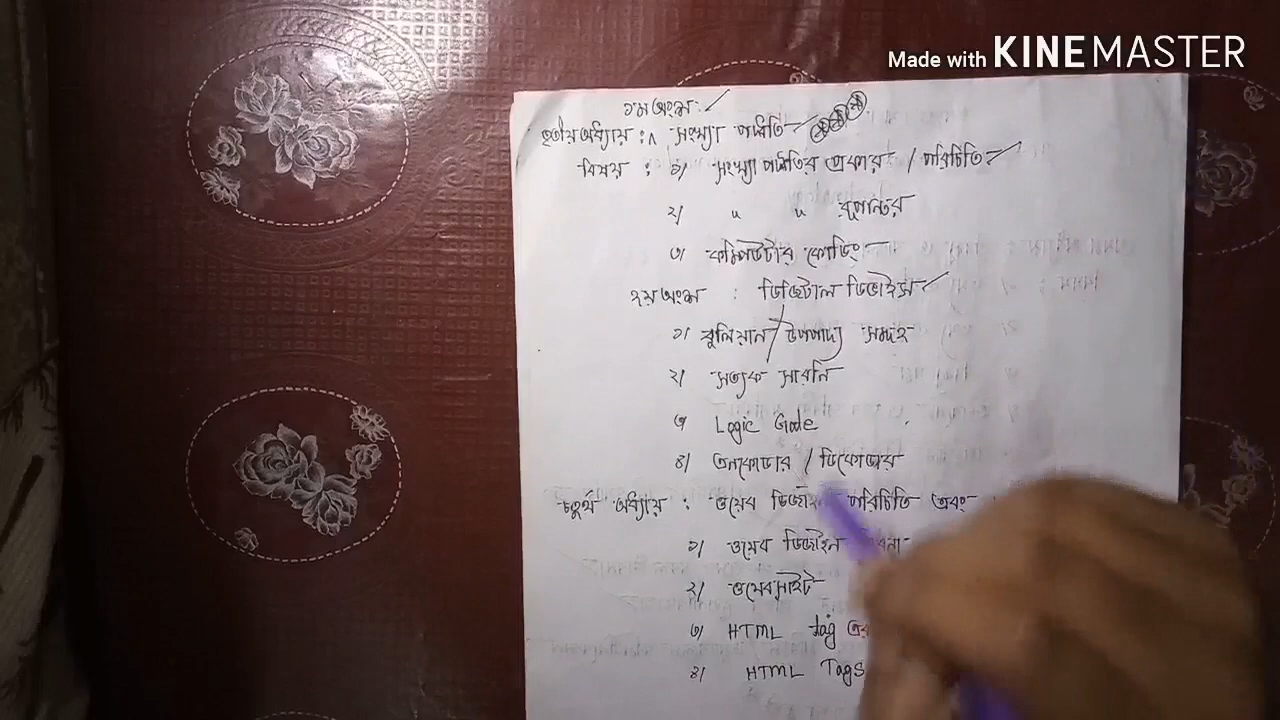 Made with KINEMASTER
১ম অংশ :
তৃতীয় অধ্যায় : সংখ্যা পদ্ধতি
বিষয় : ১/ সংখ্যা পদ্ধতির প্রকার / পরিচিতি
২/ " " রূপান্তর
৩/ কম্পিউটার কোডিং
২য় অংশ : ডিজিটাল ডিভাইস
১/ বুলিয়ান / উপপাদ্য সমূহ
২/ সত্যক সারনি
৩/ Logic Gate
৪/ এনকোডার / ডিকোডার
চতুর্থ অধ্যায় : ওয়েব ডিজাইন পরিচিতি এবং
১/ ওয়েব ডিজাইন
২/ ওয়েবসাইট
৩/ HTML tag
৪/ HTML Tags